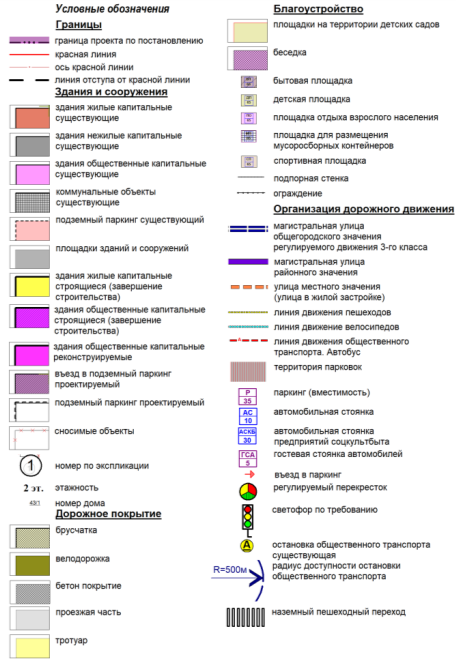 Условные обозначения
Границы
граница проекта по постановлению
красная линия
ось красной линии
линия отступа от красной линии
Здания и сооружения
здания жилые капитальные
существующие
здания нежилые капитальные
существующие
здания общественные капитальные
существующие
коммунальные объекты
существующие
подземный паркинг существующий
площадки зданий и сооружений
здания жилые капитальные
строящиеся (завершение
строительства)
здания общественные капитальные
строящиеся (завершение
строительства)
здания общественные капитальные
реконструируемые
въезд в подземный паркинг
проектируемый
подземный паркинг проектируемый
сносимые объекты
1
номер по экспликации
2 эт.
этажность
номер дома
Дорожное покрытие
брусчатка
велодорожка
бетон покрытие
проезжая часть
тротуар
Благоустройство
площадки на территории детских садов
беседка
бытовая площадка
детская площадка
площадка отдыха взрослого населения
площадка для размещения
мусоросборных контейнеров
спортивная площадка
подпорная стенка
ограждение
Организация дорожного движения
магистральная улица
общегородского значения
регулируемого движения 3-го класса
магистральная улица
районного значения
улица местного значения
(улица в жилой застройке)
линия движения пешеходов
линия движение велосипедов
линия движения общественного
транспорта. Автобус
территория парковок
P
35
паркинг (вместимость)
АС
10
автомобильная стоянка
АСКБ
30
автомобильная стоянка
предприятий соцкультбыта
ГСА
5
гостевая стоянка автомобилей
въезд в паркинг
регулируемый перекресток
светофор по требованию
А
остановка общественного транспорта
существующая
R=500м
радиус доступности остановки
общественного транспорта
наземный пешеходный переход